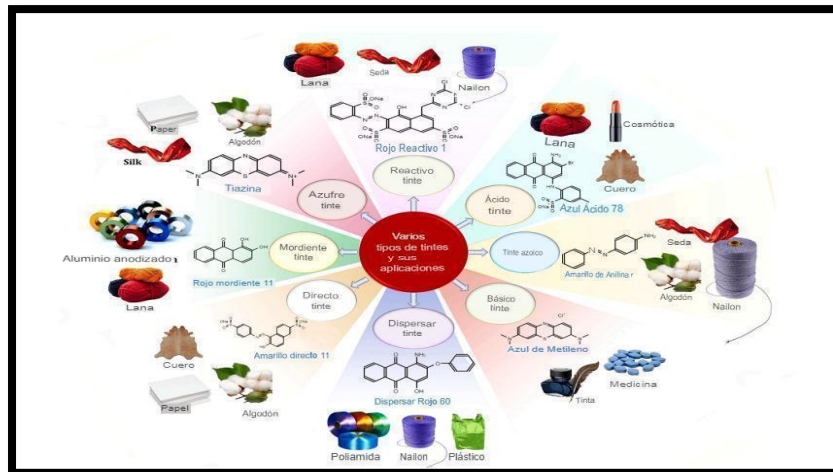 Lana
Seda
Nailon
Rojo Reactivo 1
Reactivo
tinte
Lana
Cosmótica
Cuero
Azul Ácido 78
Ácido
tinte
Seda
Algodón
Nailon
Amarillo de Anilina r
Tinte azoico
Básico
tinte
Azul de Metileno
Tinta
Medicina
Dispersar
tinte
Dispersar Rojo 60
Poliamida
Nailon
Plástico
Directo
tinte
Amarillo directo 11
Cuero
Papel
Algodón
Mordiente
tinte
Rojo mordiente 11
Aluminio anodizado
Lana
Azufre
tinte
Tiazina
Paper
Algodón
Silk
Varios
tipos de tintes
y sus
aplicaciones